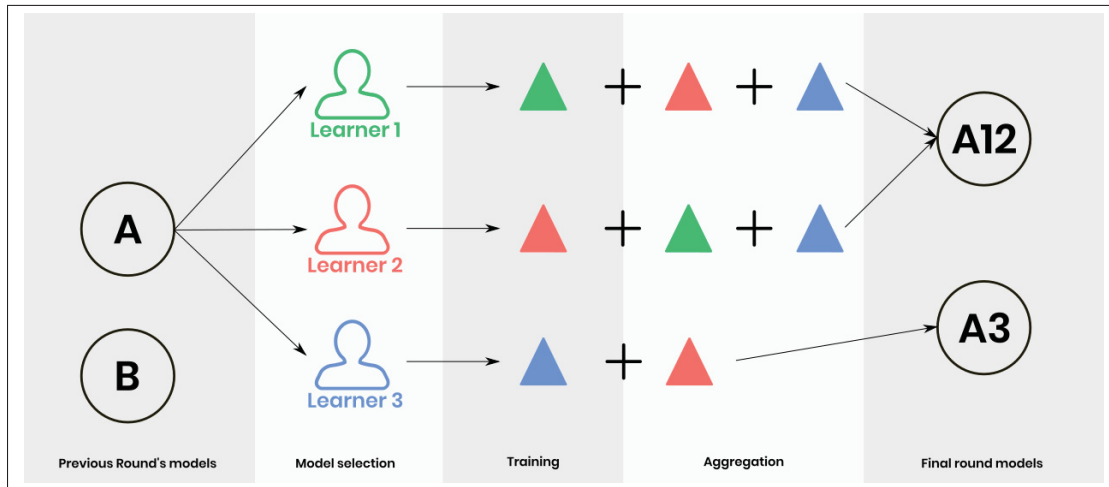 Learner 1
A12
A
Learner 2
A3
B
Learner 3
Previous Round's models
Model selection
Training
Aggregation
Final round models